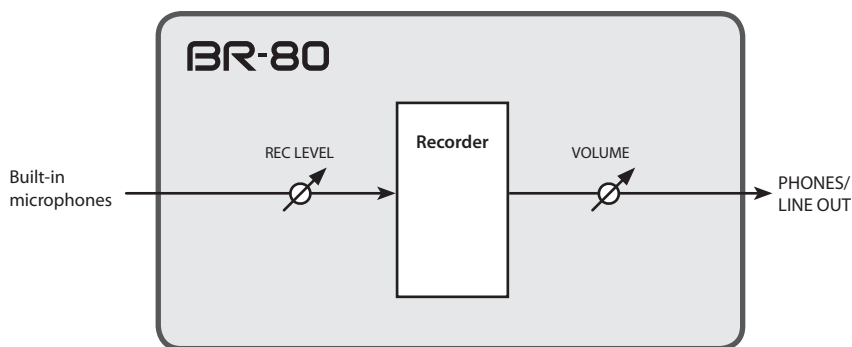 BR-80
Recorder
REC LEVEL
VOLUME
Built-in
microphones
PHONES/
LINE OUT